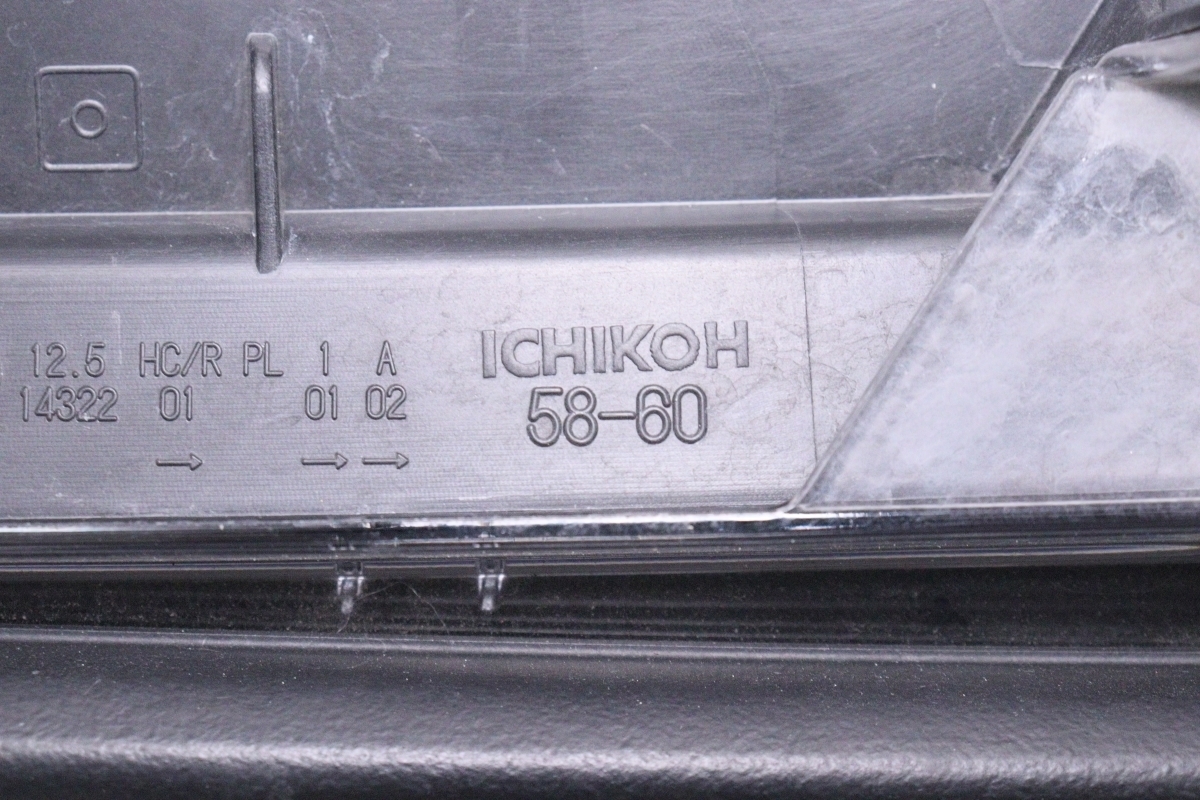 12.5 HC/R PL 1 A
14322 01 01 02
→ → →
ICHIKOH
58-60